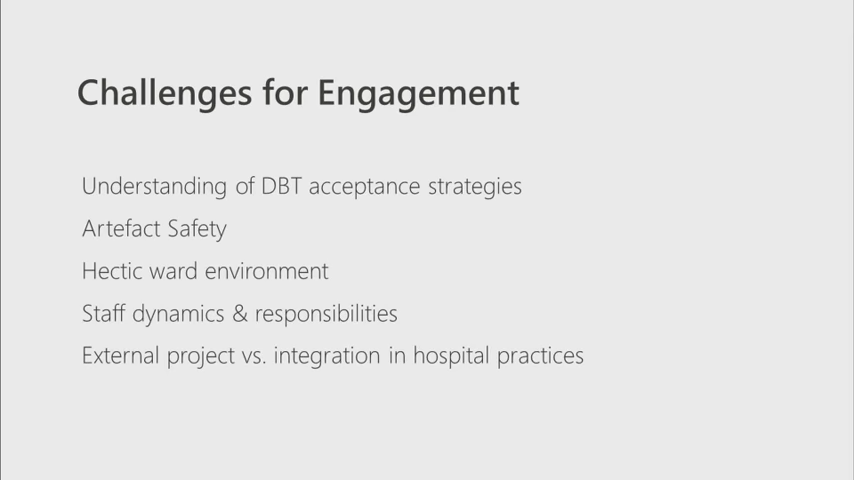 Challenges for Engagement
Understanding of DBT acceptance strategies
Artefact Safety
Hectic ward environment
Staff dynamics & responsibilities
External project vs. integration in hospital practices